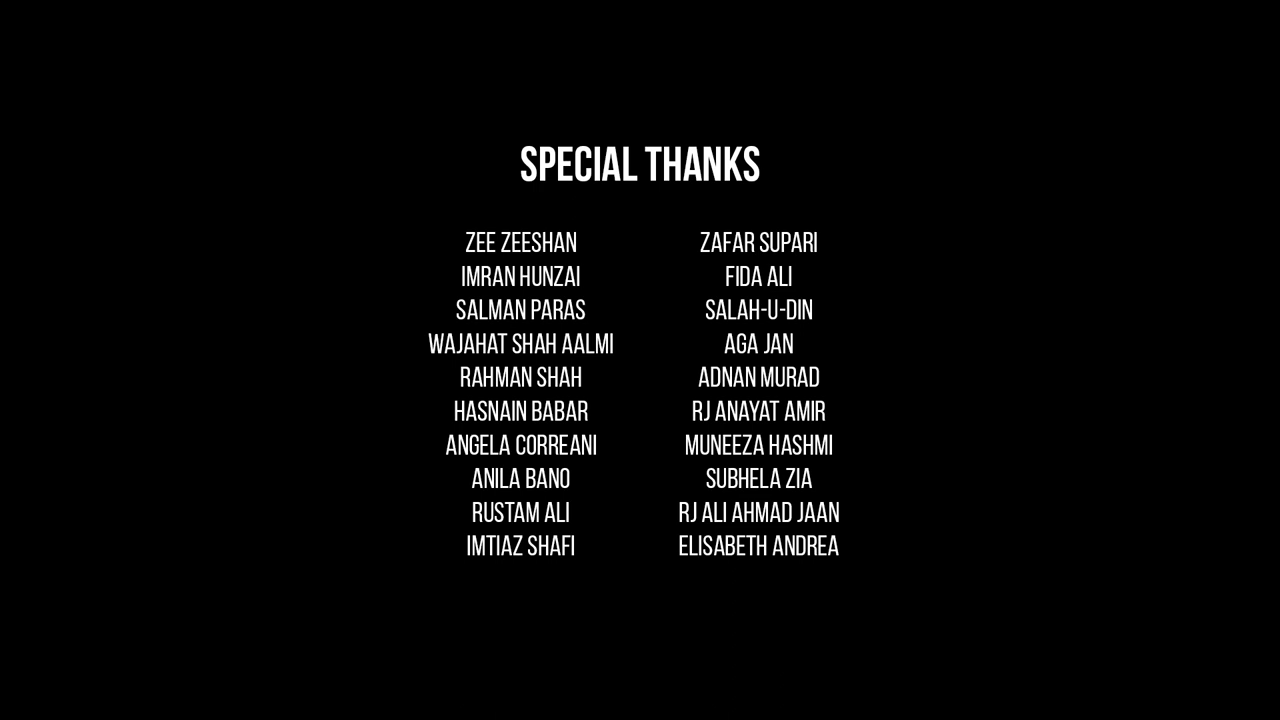 SPECIAL THANKS
ZEE ZEESHAN
IMRAN HUNZAI
SALMAN PARAS
WAJAHAT SHAH AALMI
RAHMAN SHAH
HASNAIN BABAR
ANGELA CORREANI
ANILA BANO
RUSTAM ALI
IMTIAZ SHAFI
ZAFAR SUPARI
FIDA ALI
SALAH-U-DIN
AGA JAN
ADNAN MURAD
RJ ANAYAT AMIR
MUNEEZA HASHMI
SUBHELA ZIA
RJ ALI AHMAD JAAN
ELISABETH ANDREA